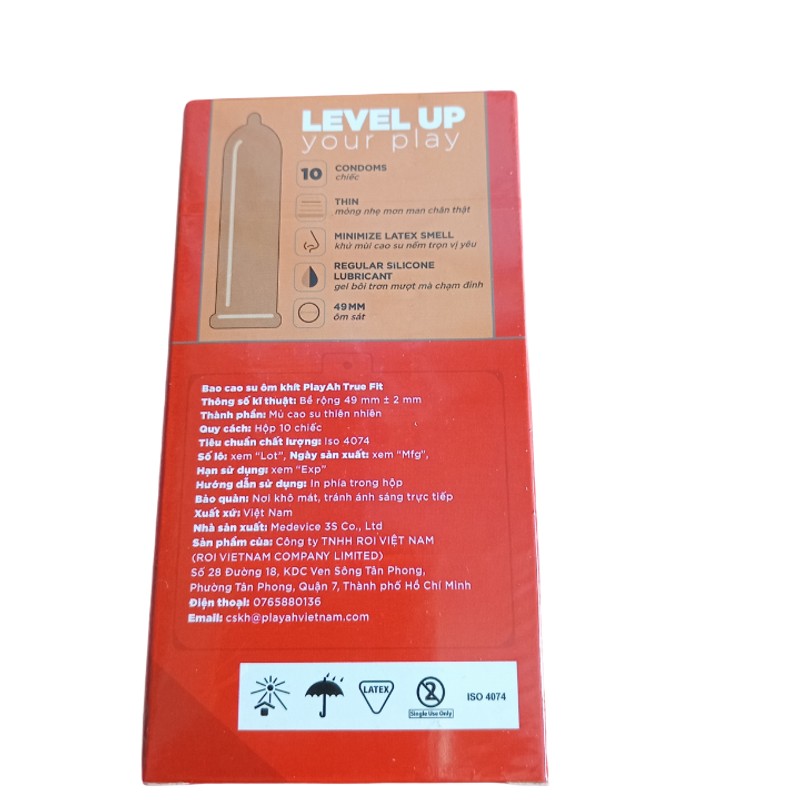 LEVEL UP
your play
10 CONDOMS
chiếc
THIN
mỏng nhẹ mơn man chân thật
MINIMIZE LATEX SMELL
khử mùi cao su nếm trọn vị yêu
REGULAR SILICONE
LUBRICANT
gel bôi trơn mượt mà chạm đỉnh
49MM
ôm sát
Bao cao su ôm khít PlayAh True Fit
Thông số kĩ thuật: Bề rộng 49 mm ± 2 mm
Thành phần: Mủ cao su thiên nhiên
Quy cách: Hộp 10 chiếc
Tiêu chuẩn chất lượng: Iso 4074
Số lô: xem "Lot", Ngày sản xuất: xem "Mfg",
Hạn sử dụng: xem "Exp"
Hướng dẫn sử dụng: In phía trong hộp
Bảo quản: Nơi khô mát, tránh ánh sáng trực tiếp
Xuất xứ: Việt Nam
Nhà sản xuất: Medevice 3S Co., Ltd
Sản phẩm của: Công ty TNHH ROI VIỆT NAM
(ROI VIETNAM COMPANY LIMITED)
Số 28 Đường 18, KDC Ven Sông Tân Phong,
Phường Tân Phong, Quận 7, Thành phố Hồ Chí Minh
Điện thoại: 0765880136
Email: cskh@playahvietnam.com
LATEX
2
Single Use Only
ISO 4074